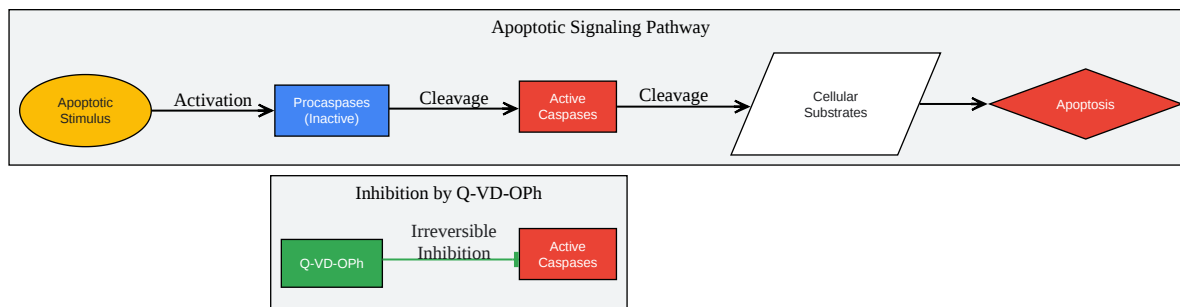 Apoptotic Signaling Pathway
Apoptotic
Stimulus
Activation
Procaspases
(Inactive)
Cleavage
Active
Caspases
Cleavage
Cellular
Substrates
Apoptosis
Inhibition by Q-VD-OPh
Q-VD-OPh
Irreversible
Inhibition
Active
Caspases